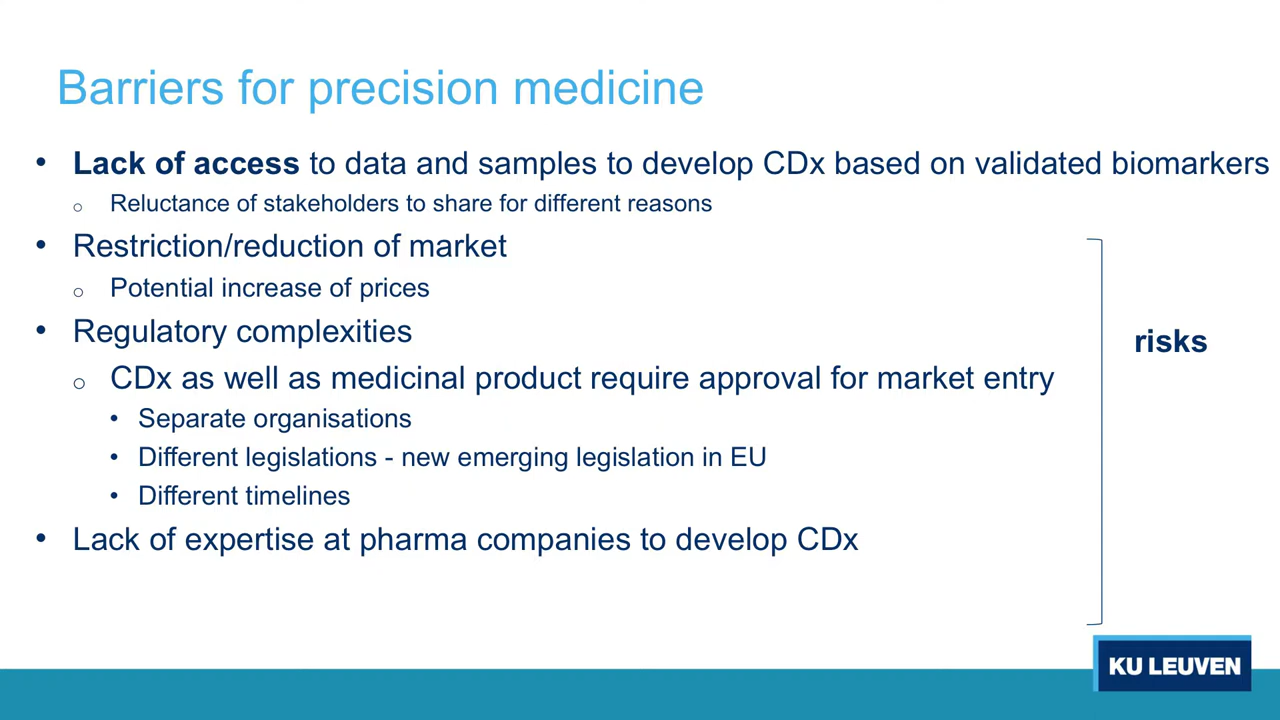 Barriers for precision medicine
• Lack of access to data and samples to develop CDx based on validated biomarkers
o Reluctance of stakeholders to share for different reasons
• Restriction/reduction of market
o Potential increase of prices
• Regulatory complexities
risks
o CDx as well as medicinal product require approval for market entry
• Separate organisations
• Different legislations - new emerging legislation in EU
• Different timelines
• Lack of expertise at pharma companies to develop CDx
KU LEUVEN